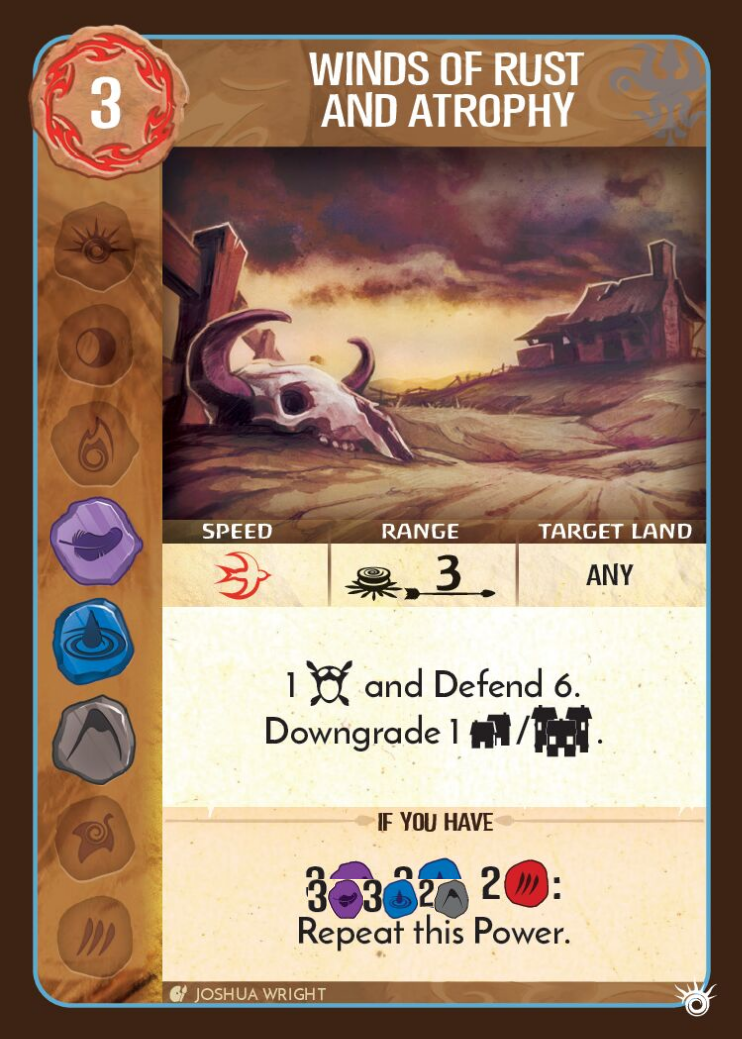 3
WINDS OF RUST
AND ATROPHY
SPEED RANGE TARGET LAND
3 ANY
1 and Defend 6.
Downgrade 1 / .
IF YOU HAVE
3 3 2 2 :
Repeat this Power.
JOSHUA WRIGHT